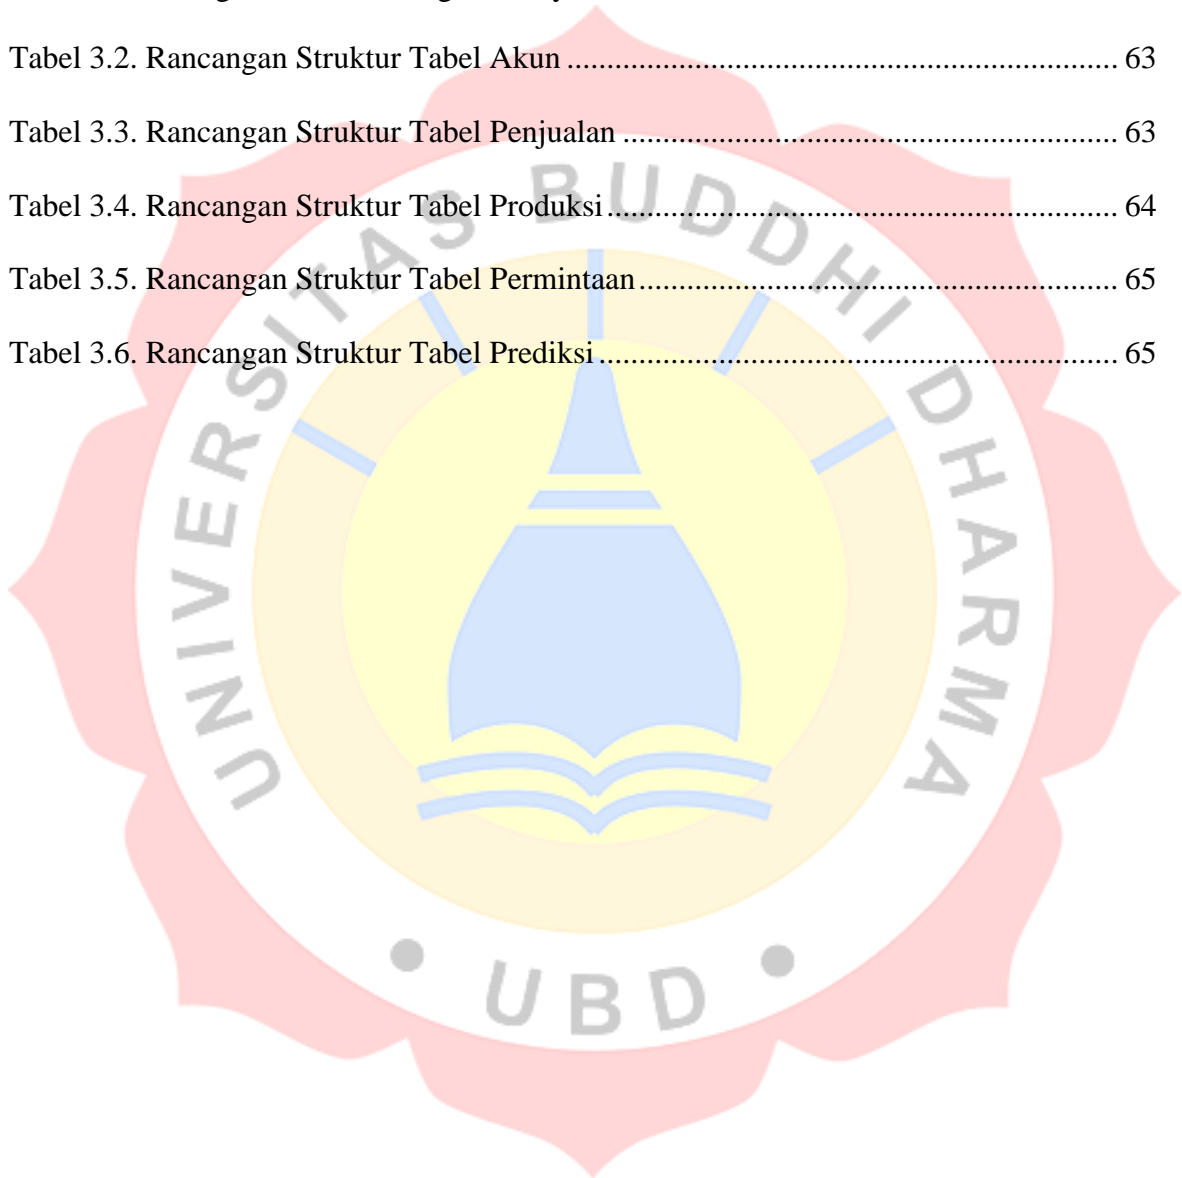 Tabel 3.2. Rancangan Struktur Tabel Akun ..................................................................... 63
Tabel 3.3. Rancangan Struktur Tabel Penjualan .............................................................. 63
Tabel 3.4. Rancangan Struktur Tabel Produksi ................................................................ 64
Tabel 3.5. Rancangan Struktur Tabel Permintaan ............................................................ 65
Tabel 3.6. Rancangan Struktur Tabel Prediksi ................................................................. 65
UNIVERSITAS BUDDHI DHARMA
• UBD •